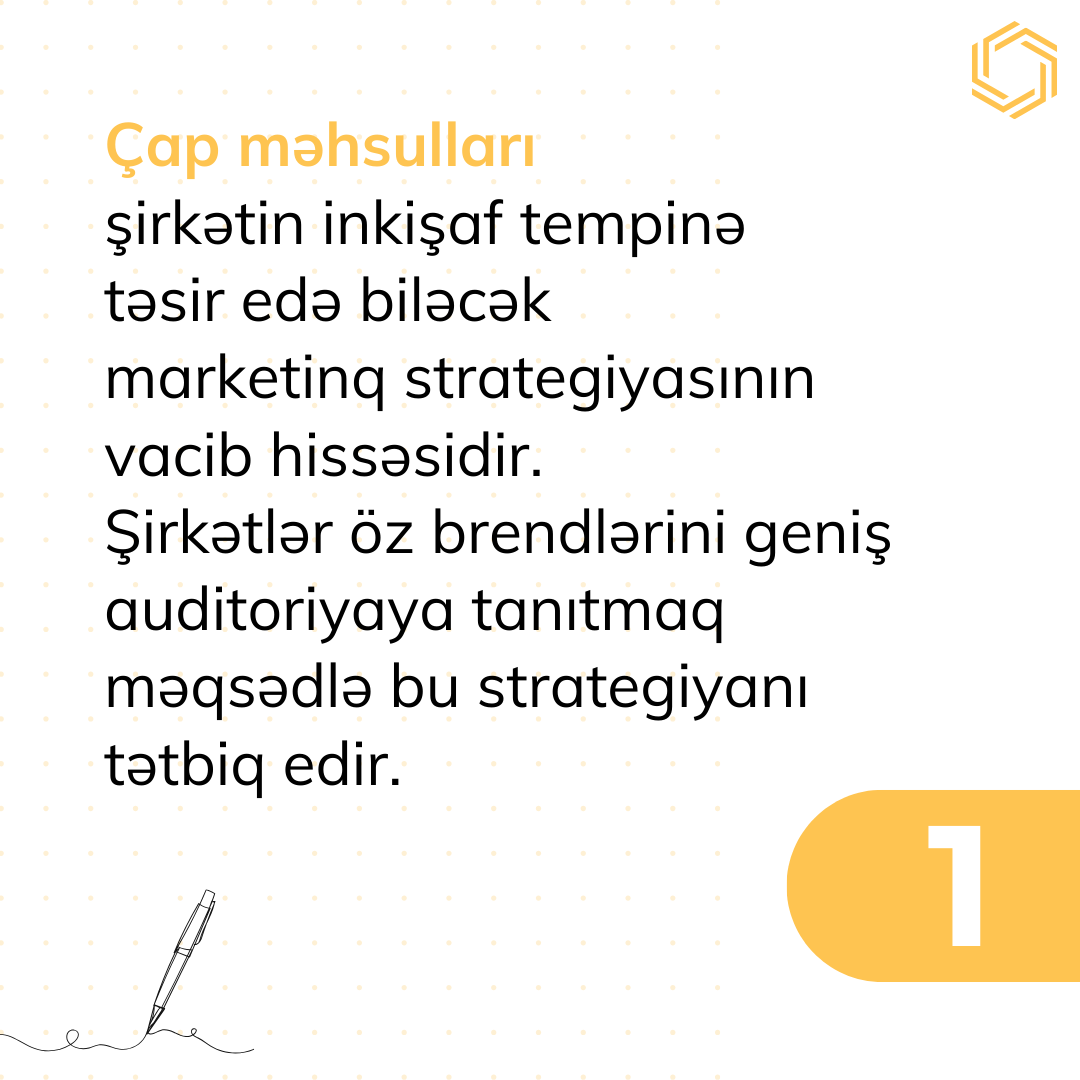 Çap məhsulları
şirkətin inkişaf tempinə
təsir edə biləcək
marketinq strategiyasının
vacib hissəsidir.
Şirkətlər öz brendlərini geniş
auditoriyaya tanıtmaq
məqsədlə bu strategiyanı
tətbiq edir.
1